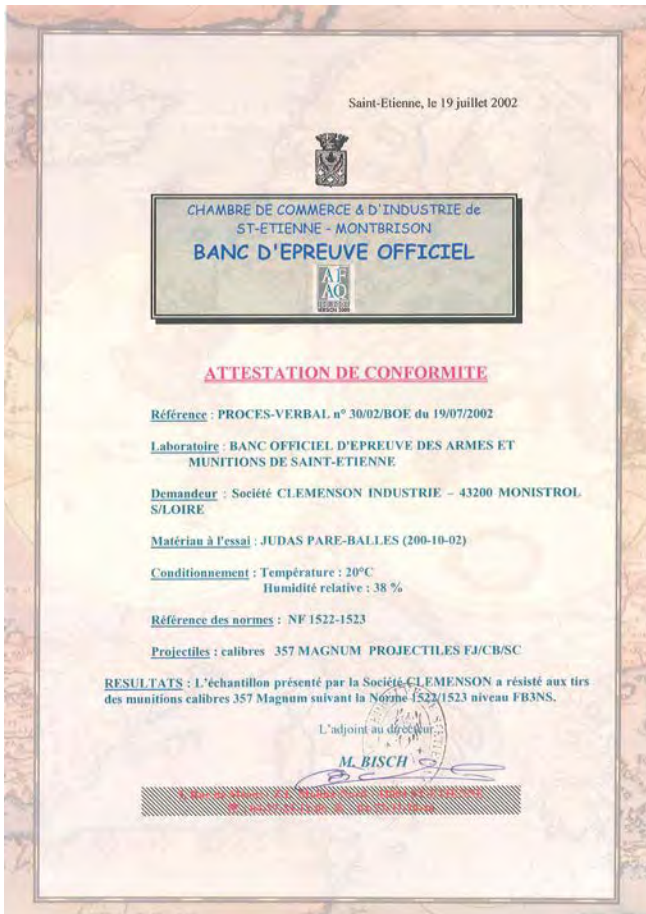 Saint-Etienne, le 19 juillet 2002
CHAMBRE DE COMMERCE & D'INDUSTRIE de
ST-ETIENNE - MONTBRISON
BANC D'EPREUVE OFFICIEL
AFAQ
VERSION 2000
ATTESTATION DE CONFORMITE
Référence : PROCES-VERBAL n° 30/02/BOE du 19/07/2002
Laboratoire : BANC OFFICIEL D'EPREUVE DES ARMES ET
MUNITIONS DE SAINT-ETIENNE
Demandeur : Société CLEMENSON INDUSTRIE – 43200 MONISTROL
S/LOIRE
Matériau à l'essai : JUDAS PARE-BALLES (200-10-02)
Conditionnement : Température : 20°C
Humidité relative : 38 %
Référence des normes : NF 1522-1523
Projectiles : calibres 357 MAGNUM PROJECTILES FJ/CB/SC
RESULTATS : L'échantillon présenté par la Société CLEMENSON a résisté aux tirs
des munitions calibres 357 Magnum suivant la Norme 1522/1523 niveau FB3NS.
L'adjoint au directeur
M. BISCH